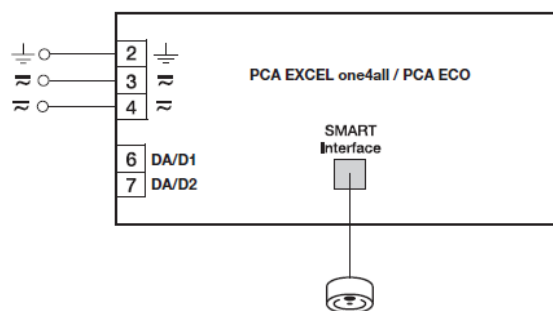 2
3
4
PCA EXCEL one4all / PCA ECO
SMART
Interface
6 DA/D1
7 DA/D2